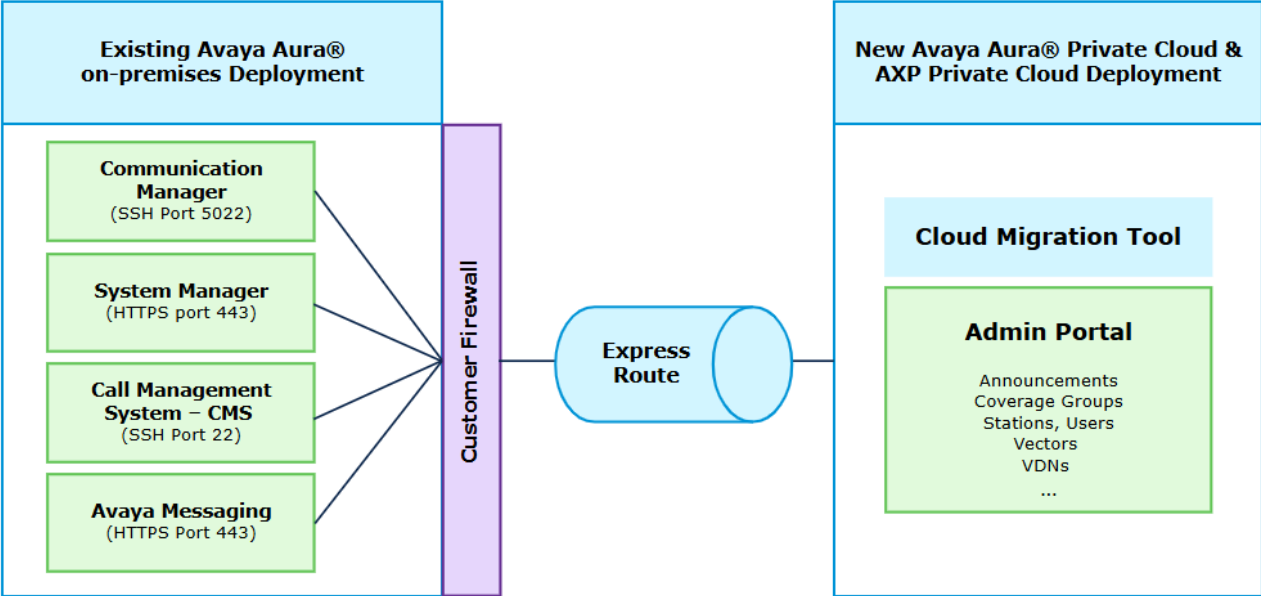 Existing Avaya Aura®
on-premises Deployment
Communication
Manager
(SSH Port 5022)
System Manager
(HTTPS port 443)
Call Management
System – CMS
(SSH Port 22)
Avaya Messaging
(HTTPS Port 443)
Customer Firewall
Express
Route
New Avaya Aura® Private Cloud &
AXP Private Cloud Deployment
Cloud Migration Tool
Admin Portal
Announcements
Coverage Groups
Stations, Users
Vectors
VDNs
...